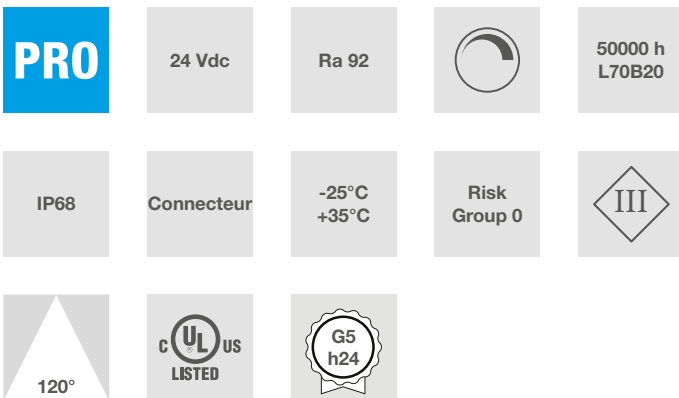 PRO
24 Vdc
Ra 92
50000 h
L70B20
IP68
Connecteur
-25°C
+35°C
Risk
Group 0
III
120°
C UL US
®
LISTED
G5
h24